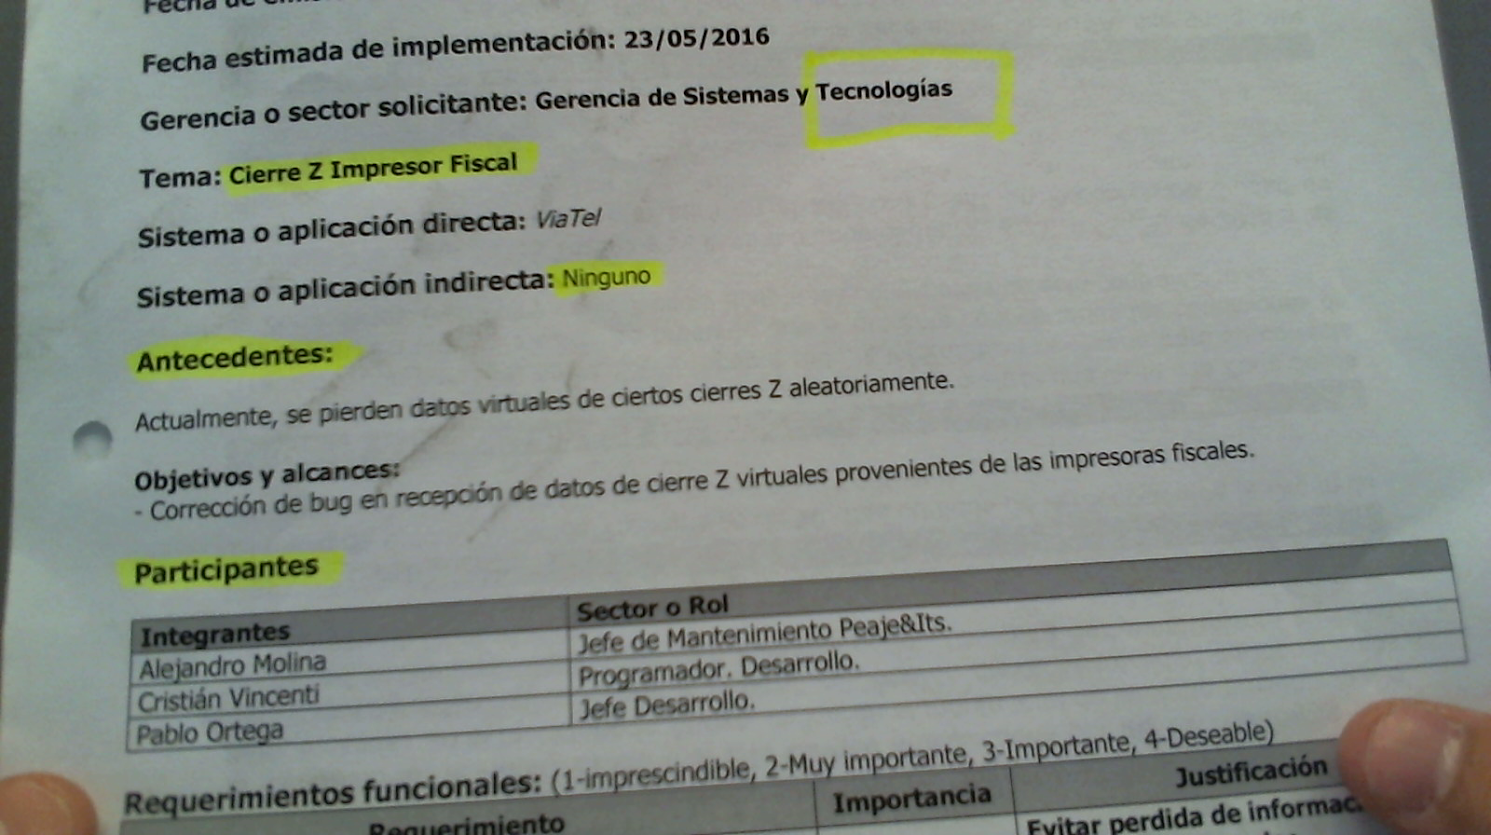 Fecha de
Fecha estimada de implementación: 23/05/2016
Gerencia o sector solicitante: Gerencia de Sistemas y Tecnologías
Tema: Cierre Z Impresor Fiscal
Sistema o aplicación directa: ViaTel
Sistema o aplicación indirecta: Ninguno
Antecedentes:
Actualmente, se pierden datos virtuales de ciertos cierres Z aleatoriamente.
Objetivos y alcances:
- Corrección de bug en recepción de datos de cierre Z virtuales provenientes de las impresoras fiscales.
Participantes
Integrantes Sector o Rol
Alejandro Molina Jefe de Mantenimiento Peaje&Its.
Cristián Vincenti Programador. Desarrollo.
Pablo Ortega Jefe Desarrollo.
Requerimientos funcionales: (1-imprescindible, 2-Muy importante, 3-Importante, 4-Deseable)
Requerimiento Importancia Justificación
Evitar perdida de